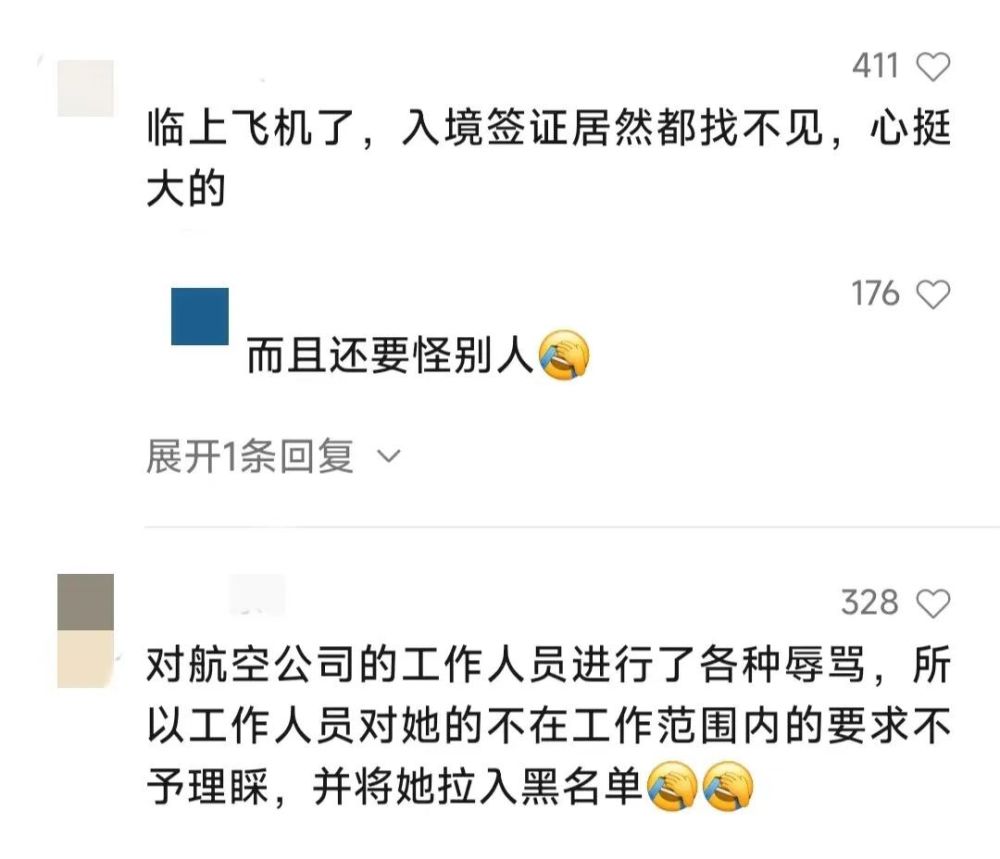 411
临上飞机了，入境签证居然都找不见，心挺
大的
176
而且还要怪别人🤦
展开1条回复
328
对航空公司的工作人员进行了各种辱骂，所
以工作人员对她的不在工作范围内的要求不
予理睬，并将她拉入黑名单🤦🤦